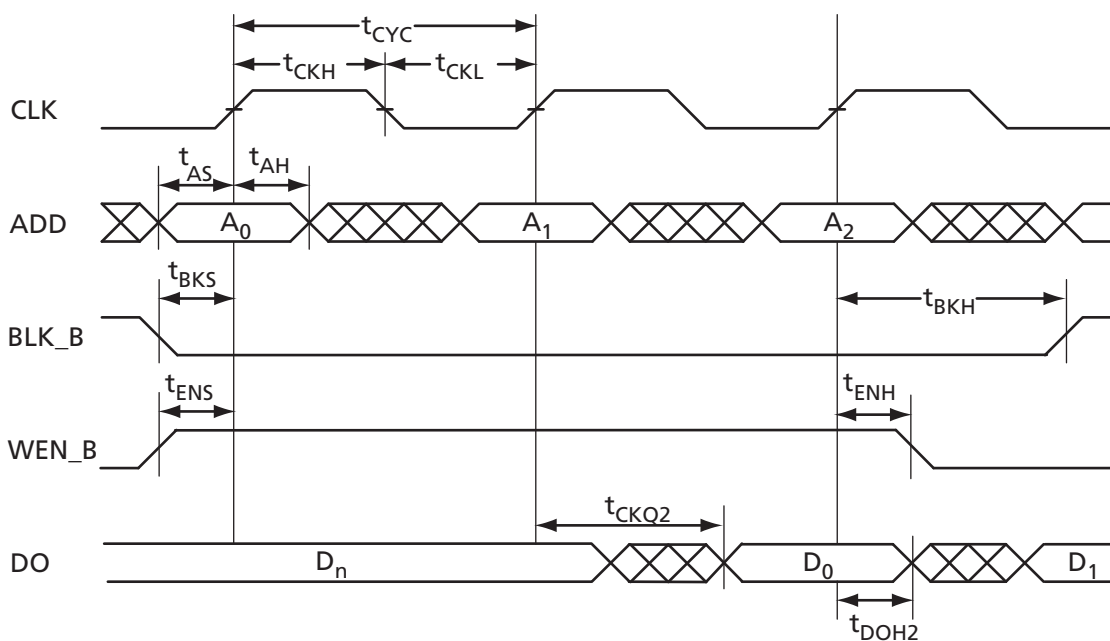 tCYC
tCKH tCKL
CLK
tAS tAH
ADD A0 A1 A2
tBKS tBKH
BLK_B
tENS tENH
WEN_B
tCKQ2
DO Dn D0 D1
tDOH2